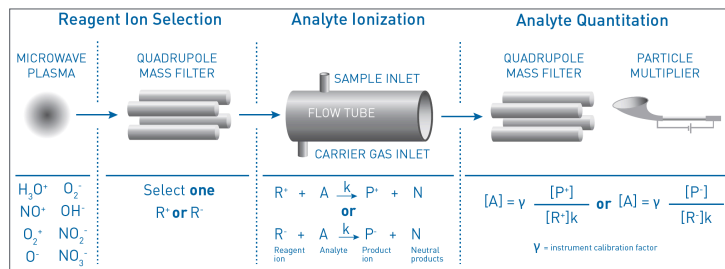 Reagent Ion Selection
Analyte Ionization
Analyte Quantitation
MICROWAVE
PLASMA
QUADRUPOLE
MASS FILTER
SAMPLE INLET
FLOW TUBE
CARRIER GAS INLET
QUADRUPOLE
MASS FILTER
PARTICLE
MULTIPLIER
H₃O⁺ O₂⁻
NO⁺ OH⁻
O₂⁺ NO₂⁻
O⁻ NO₃⁻
Select one
R⁺ or R⁻
R⁺ + A k→ P⁺ + N
or
R⁻ + A k→ P⁻ + N
Reagent ion Analyte Product ion Neutral products
[A] = γ [P⁺] / [R⁺]k or [A] = γ [P⁻] / [R⁻]k
γ = instrument calibration factor